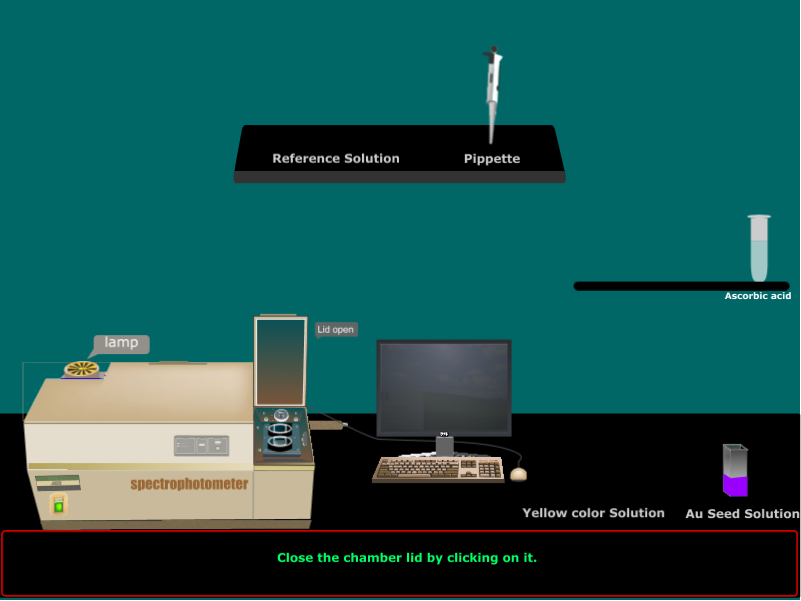 Reference Solution
Pippette
Ascorbic acid
Lid open
lamp
spectrophotometer
Yellow color Solution
Au Seed Solution
Close the chamber lid by clicking on it.